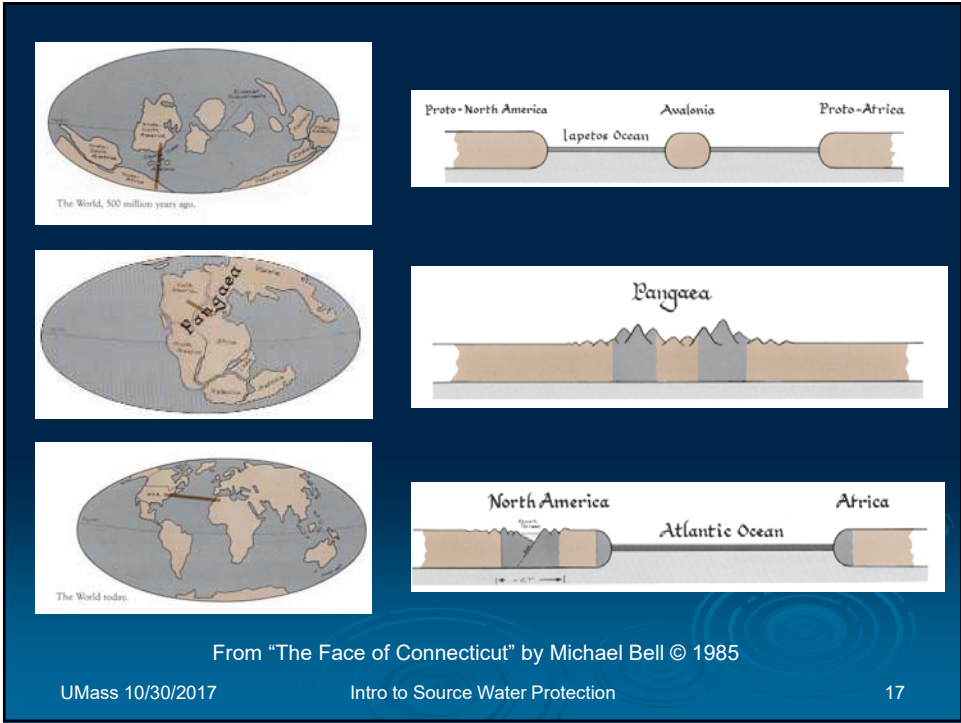 The World, 500 million years ago.
Proto-North America
Avalonia
Proto-Africa
Iapetos Ocean
Pangaea
Africa
Pangaea
The World today.
U.S.A.
North America
Africa
Atlantic Ocean
From “The Face of Connecticut” by Michael Bell © 1985
UMass 10/30/2017
Intro to Source Water Protection
17